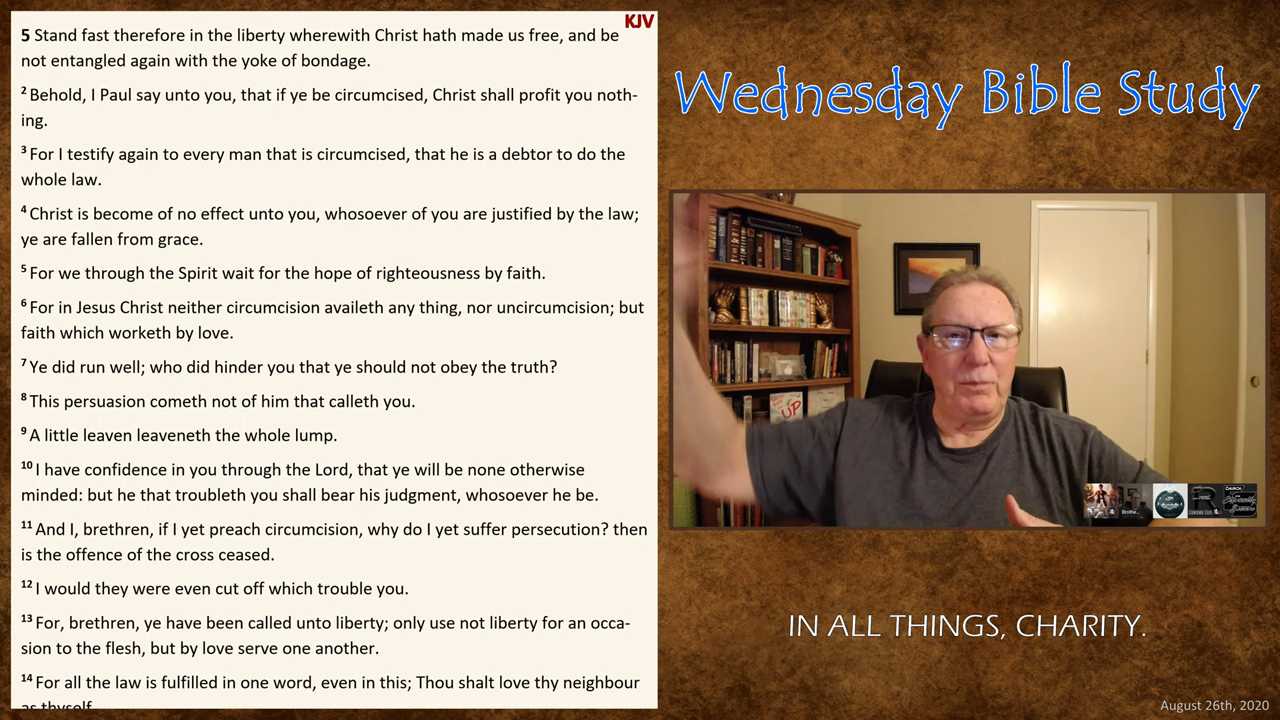 KJV
5 Stand fast therefore in the liberty wherewith Christ hath made us free, and be
not entangled again with the yoke of bondage.
2 Behold, I Paul say unto you, that if ye be circumcised, Christ shall profit you noth-
ing.
3 For I testify again to every man that is circumcised, that he is a debtor to do the
whole law.
4 Christ is become of no effect unto you, whosoever of you are justified by the law;
ye are fallen from grace.
5 For we through the Spirit wait for the hope of righteousness by faith.
6 For in Jesus Christ neither circumcision availeth any thing, nor uncircumcision; but
faith which worketh by love.
7 Ye did run well; who did hinder you that ye should not obey the truth?
8 This persuasion cometh not of him that calleth you.
9 A little leaven leaveneth the whole lump.
10 I have confidence in you through the Lord, that ye will be none otherwise
minded: but he that troubleth you shall bear his judgment, whosoever he be.
11 And I, brethren, if I yet preach circumcision, why do I yet suffer persecution? then
is the offence of the cross ceased.
12 I would they were even cut off which trouble you.
13 For, brethren, ye have been called unto liberty; only use not liberty for an occa-
sion to the flesh, but by love serve one another.
14 For all the law is fulfilled in one word, even in this; Thou shalt love thy neighbour
as thyself
Wednesday Bible Study
UP
Brothe...
CHURCH
IN ALL THINGS, CHARITY.
August 26th, 2020